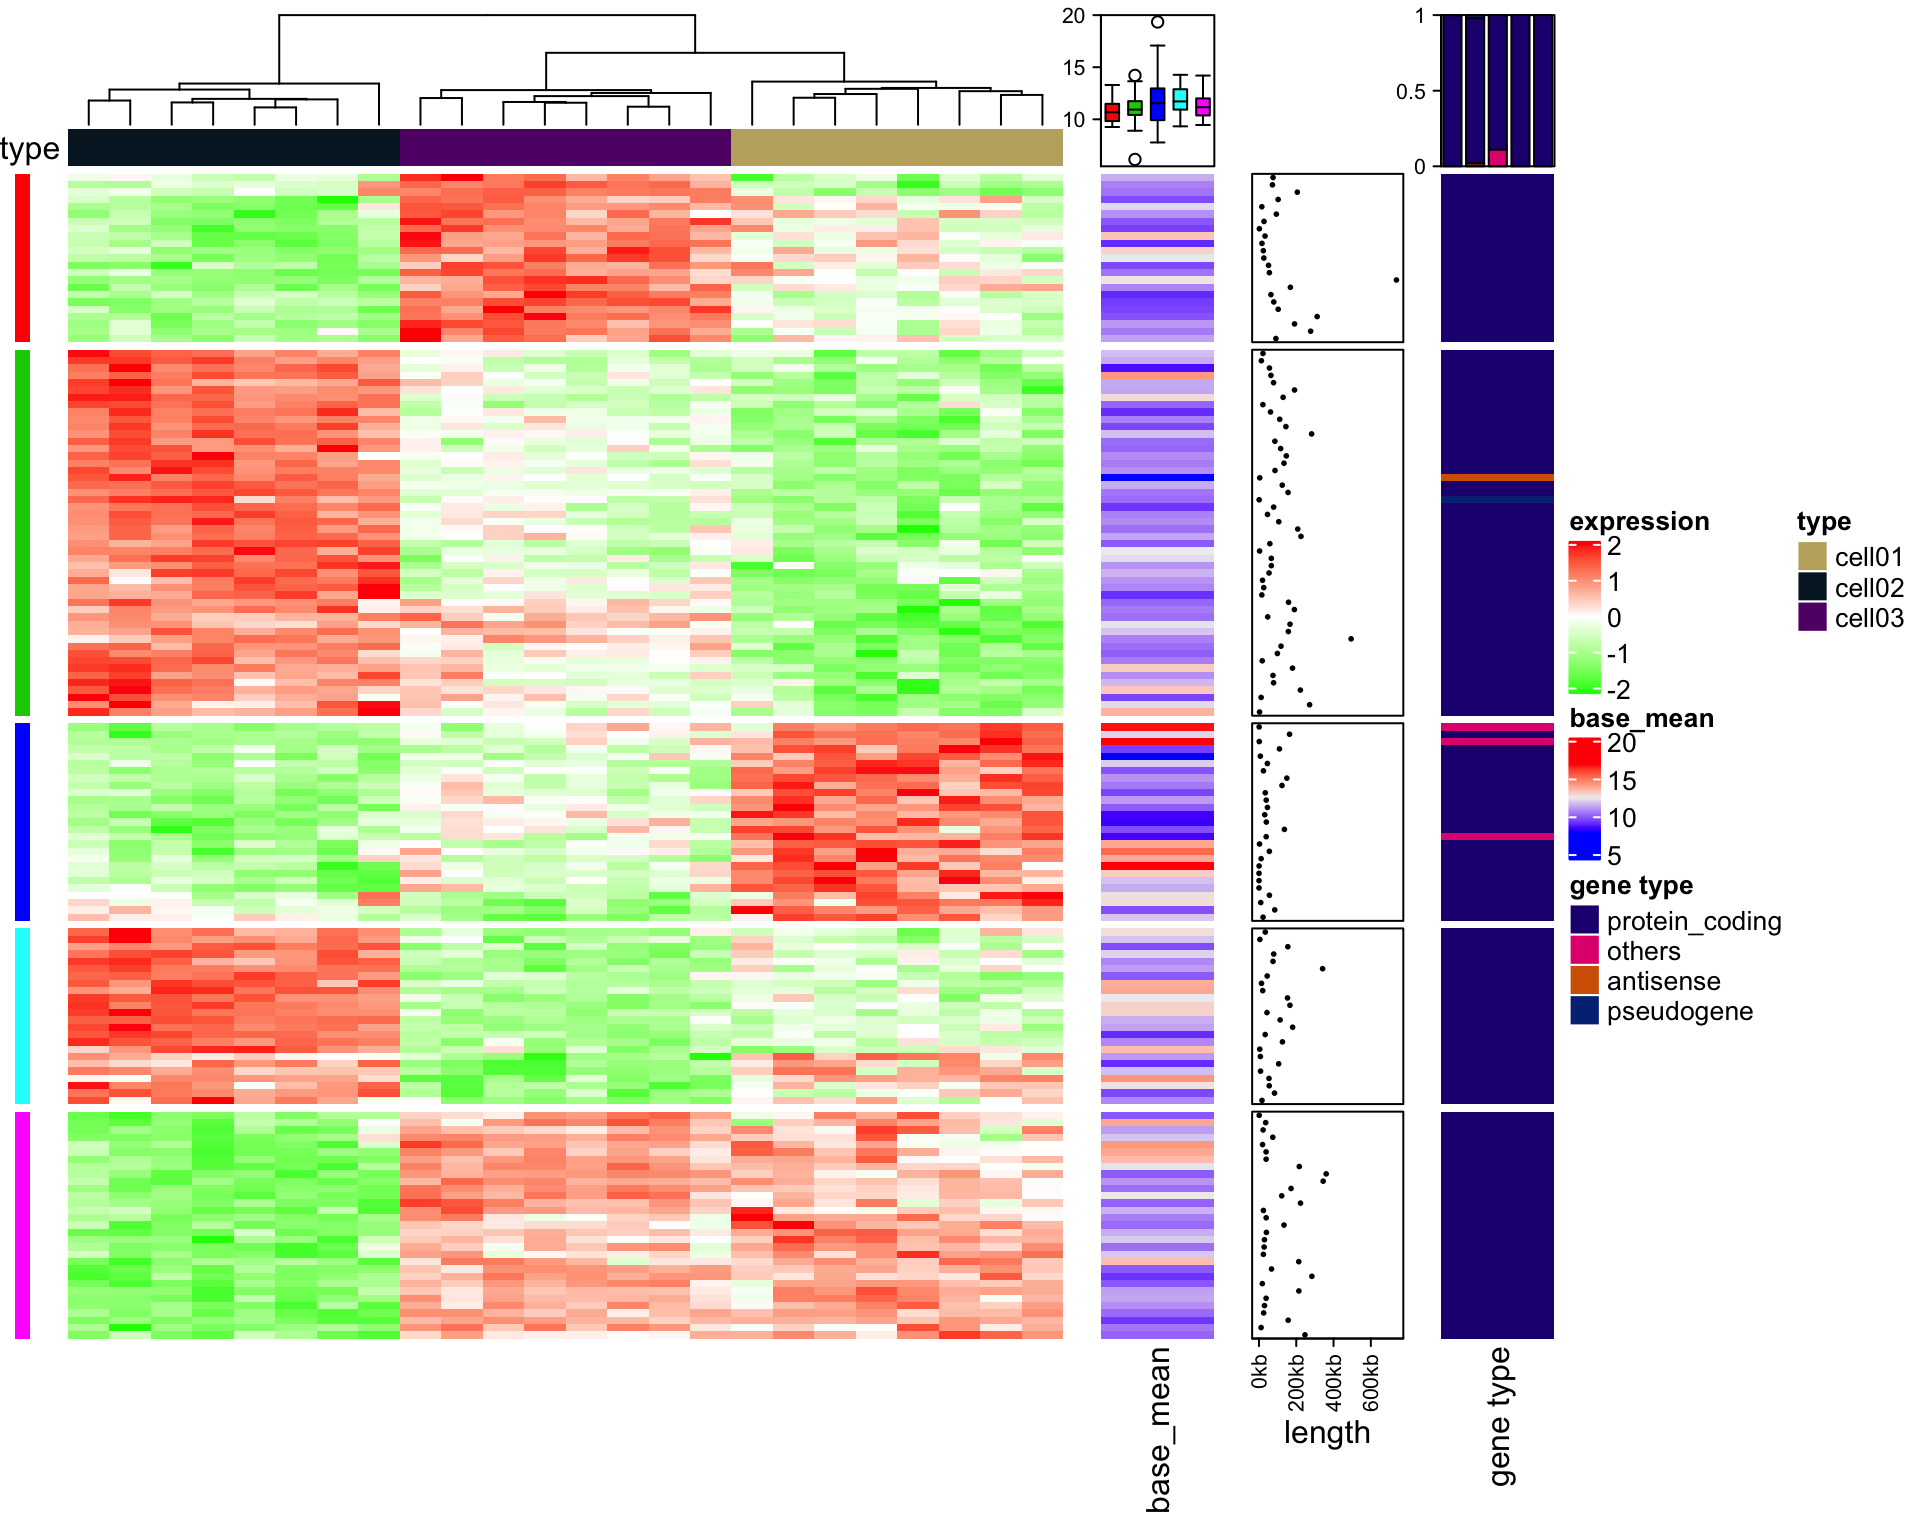 20
15
10
1
0.5
0
type
expression
2
1
0
-1
-2
base_mean
20
15
10
5
gene type
protein_coding
others
antisense
pseudogene
type
cell01
cell02
cell03
base_mean
0kb
200kb
400kb
600kb
length
gene type